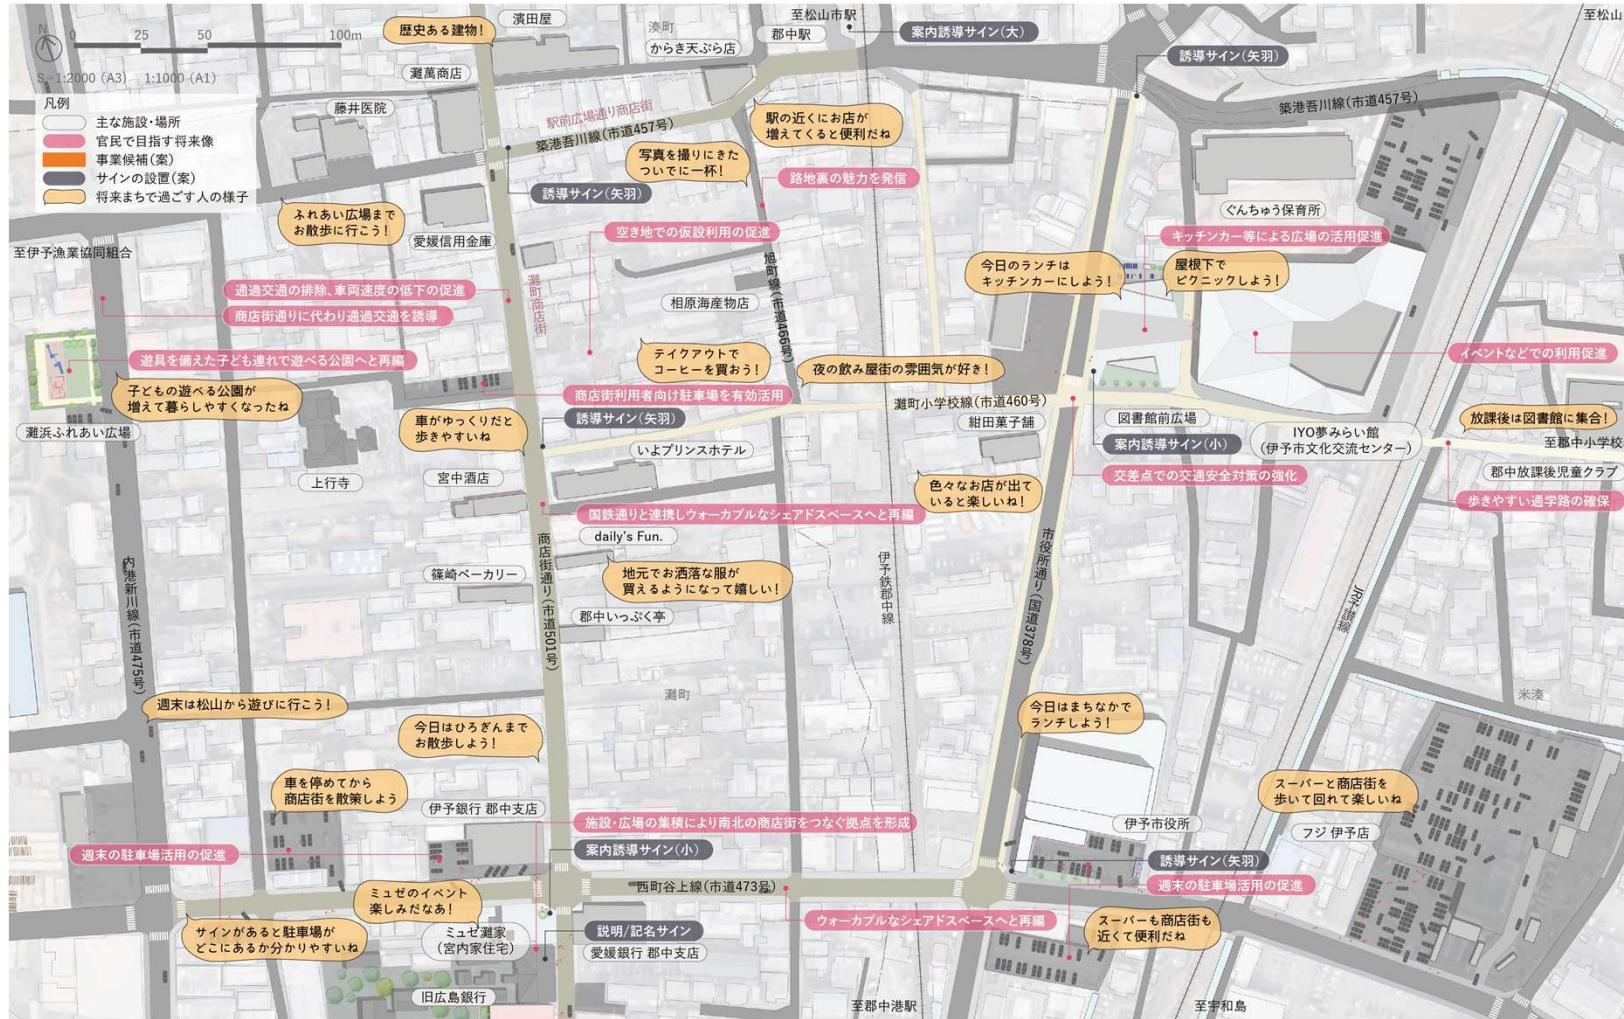 N
0 25 50 100m
S=1:2000 (A3) 1:1000 (A1)
凡例
主な施設・場所
官民で目指す将来像
事業候補(案)
サインの設置(案)
将来まちで過ごす人の様子
歴史ある建物！
濱田屋
湊町
からき天ぷら店
至松山市駅
郡中駅
案内誘導サイン(大)
至松山
誘導サイン(矢羽)
灘萬商店
藤井医院
駅前広場通り商店街
築港吾川線(市道457号)
築港吾川線(市道457号)
駅の近くにお店が
増えてくると便利だね
写真を撮りにきた
ついでに一杯！
路地裏の魅力を発信
誘導サイン(矢羽)
ぐんちゅう保育所
ふれあい広場まで
お散歩に行こう！
愛媛信用金庫
空き地での仮設利用の促進
キッチンカー等による広場の活用促進
至伊予漁業協同組合
今日のランチは
キッチンカーにしよう！
屋根下で
ピクニックしよう！
通過交通の排除、車両速度の低下の促進
灘町商店街
旭町線(市道466号)
相原海産物店
商店街通りに代わり通過交通を誘導
遊具を備えた子ども連れで遊べる公園へと再編
テイクアウトで
コーヒーを買おう！
夜の飲み屋街の雰囲気が好き！
イベントなどでの利用促進
子どもの遊べる公園が
増えて暮らしやすくなったね
商店街利用者向け駐車場を有効活用
灘町小学校線(市道460号)
灘浜ふれあい広場
車がゆっくりだと
歩きやすいね
誘導サイン(矢羽)
紺田菓子舗
図書館前広場
放課後は図書館に集合！
いよプリンスホテル
案内誘導サイン(小)
IYO夢みらい館
(伊予市文化交流センター)
至郡中小学校
上行寺
宮中酒店
交差点での交通安全対策の強化
郡中放課後児童クラブ
色々なお店が出て
いると楽しいね！
歩きやすい通学路の確保
国鉄通りと連携しウォーカブルなシェアドスペースへと再編
daily's Fun.
内港新川線(市道475号)
商店街通り(市道501号)
伊予鉄郡中線
市役所通り(国道378号)
JR予讃線
篠崎ベーカリー
地元でお洒落な服が
買えるようになって嬉しい！
郡中いっぷく亭
灘町
米湊
週末は松山から遊びに行こう！
今日はひろぎんまで
お散歩しよう！
今日はまちなかで
ランチしよう！
車を停めてから
商店街を散策しよう
スーパーと商店街を
歩いて回れて楽しいね
伊予銀行 郡中支店
施設・広場の集積により南北の商店街をつなぐ拠点を形成
伊予市役所
フジ 伊予店
週末の駐車場活用の促進
案内誘導サイン(小)
誘導サイン(矢羽)
西町谷上線(市道473号)
週末の駐車場活用の促進
ミュゼのイベント
楽しみだなあ！
ウォーカブルなシェアドスペースへと再編
スーパーも商店街も
近くて便利だね
サインがあると駐車場が
どこにあるか分かりやすいね
ミュゼ灘家
(宮内家住宅)
説明/記名サイン
愛媛銀行 郡中支店
旧広島銀行
至郡中港駅
至宇和島